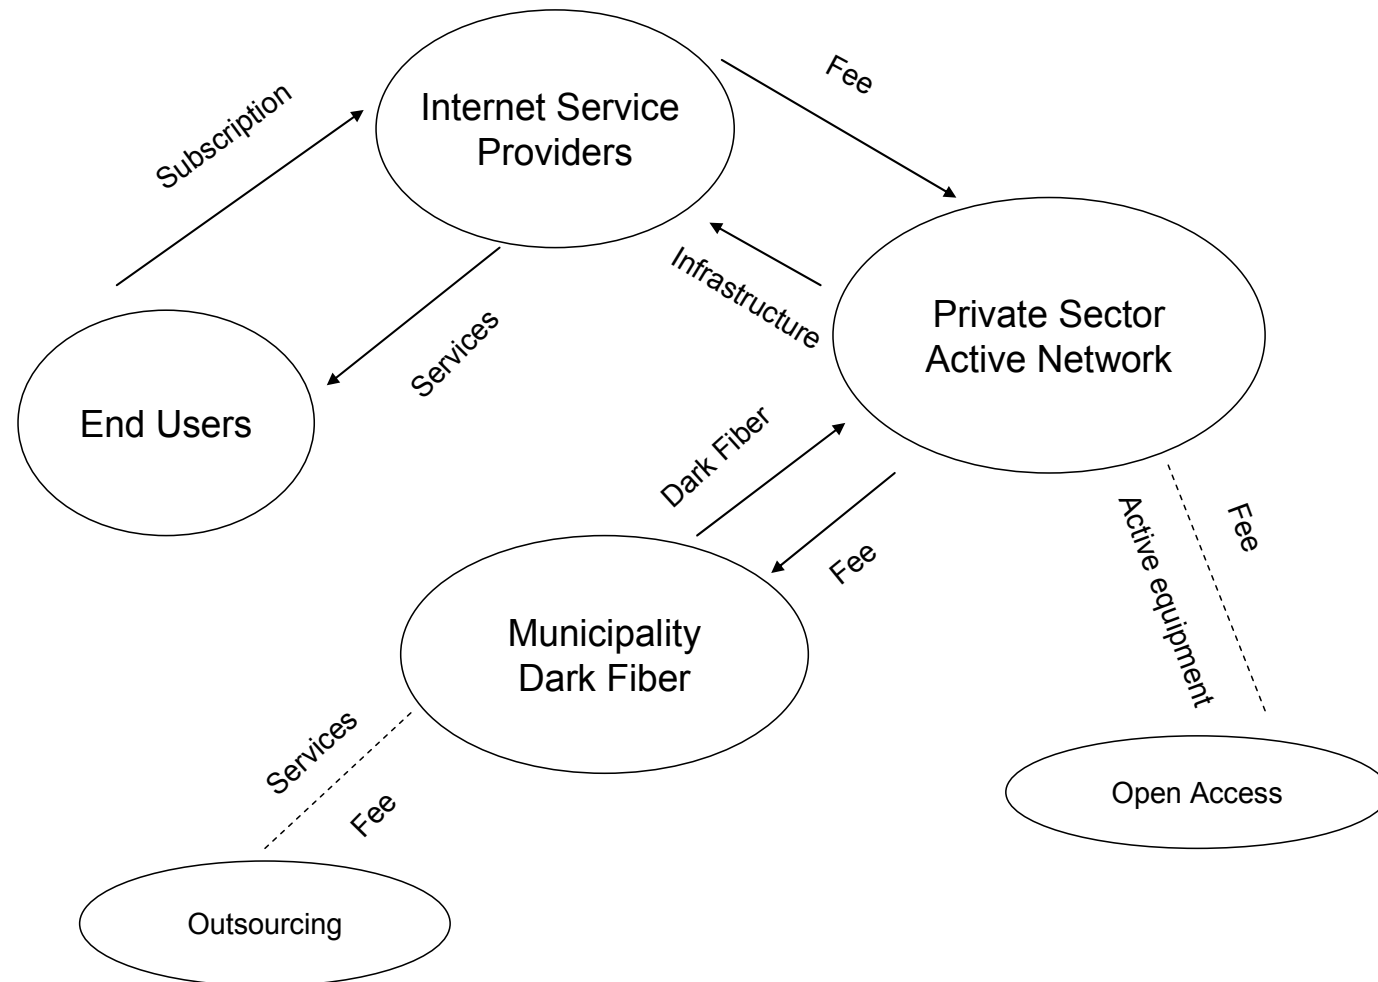 Fee
Subscription
Internet Service
Providers
Infrastructure
Services
Private Sector
Active Network
End Users
Dark Fiber
Fee
Active equipment
Fee
Municipality
Dark Fiber
Services
Fee
Open Access
Outsourcing